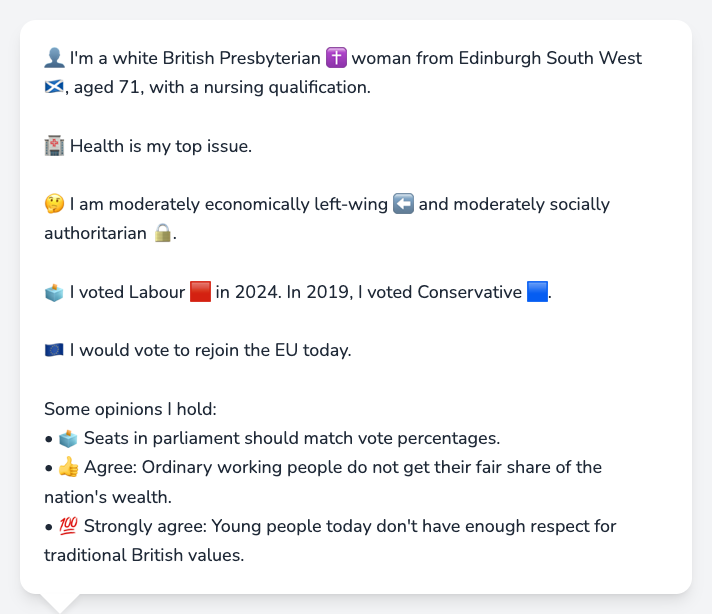 👤 I'm a white British Presbyterian ✝️ woman from Edinburgh South West
🏴󠁧󠁢󠁳󠁣󠁴󠁿, aged 71, with a nursing qualification.
🏥 Health is my top issue.
🤔 I am moderately economically left-wing ⬅️ and moderately socially
authoritarian 🔒.
🗳️ I voted Labour 🟥 in 2024. In 2019, I voted Conservative 🟦.
🇪🇺 I would vote to rejoin the EU today.
Some opinions I hold:
• 🗳️ Seats in parliament should match vote percentages.
• 👍 Agree: Ordinary working people do not get their fair share of the
nation's wealth.
• 💯 Strongly agree: Young people today don't have enough respect for
traditional British values.